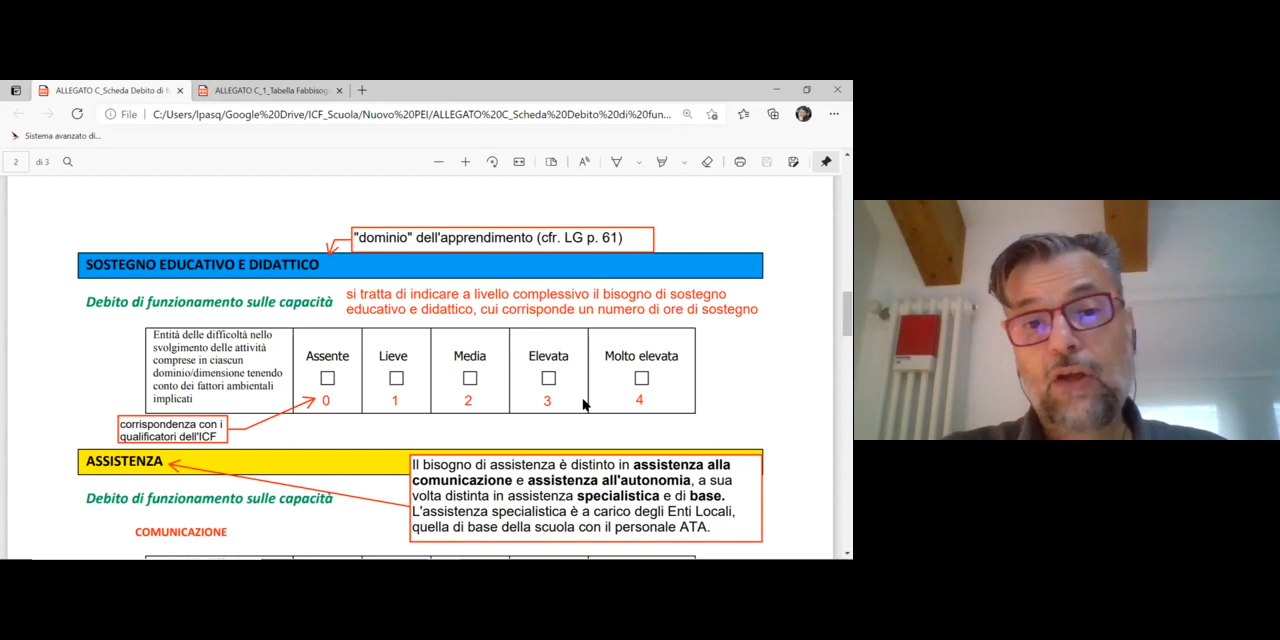 ALLEGATO C_Scheda Debito di f
ALLEGATO C_1_Tabella Fabbisog
File
C:/Users/lpasq/Google%20Drive/ICF_Scuola/Nuovo%20PEI/ALLEGATO%20C_Scheda%20Debito%20di%20fun...
Sistema avanzato di...
2 di 3
"dominio" dell'apprendimento (cfr. LG p. 61)
SOSTEGNO EDUCATIVO E DIDATTICO
Debito di funzionamento sulle capacità
si tratta di indicare a livello complessivo il bisogno di sostegno
educativo e didattico, cui corrisponde un numero di ore di sostegno
Entità delle difficoltà nello
svolgimento delle attività
comprese in ciascun
dominio/dimensione tenendo
conto dei fattori ambientali
implicati
Assente
Lieve
Media
Elevata
Molto elevata
0
1
2
3
4
corrispondenza con i
qualificatori dell'ICF
ASSISTENZA
Il bisogno di assistenza è distinto in assistenza alla
comunicazione e assistenza all'autonomia, a sua
volta distinta in assistenza specialistica e di base.
L'assistenza specialistica è a carico degli Enti Locali,
quella di base della scuola con il personale ATA.
Debito di funzionamento sulle capacità
COMUNICAZIONE